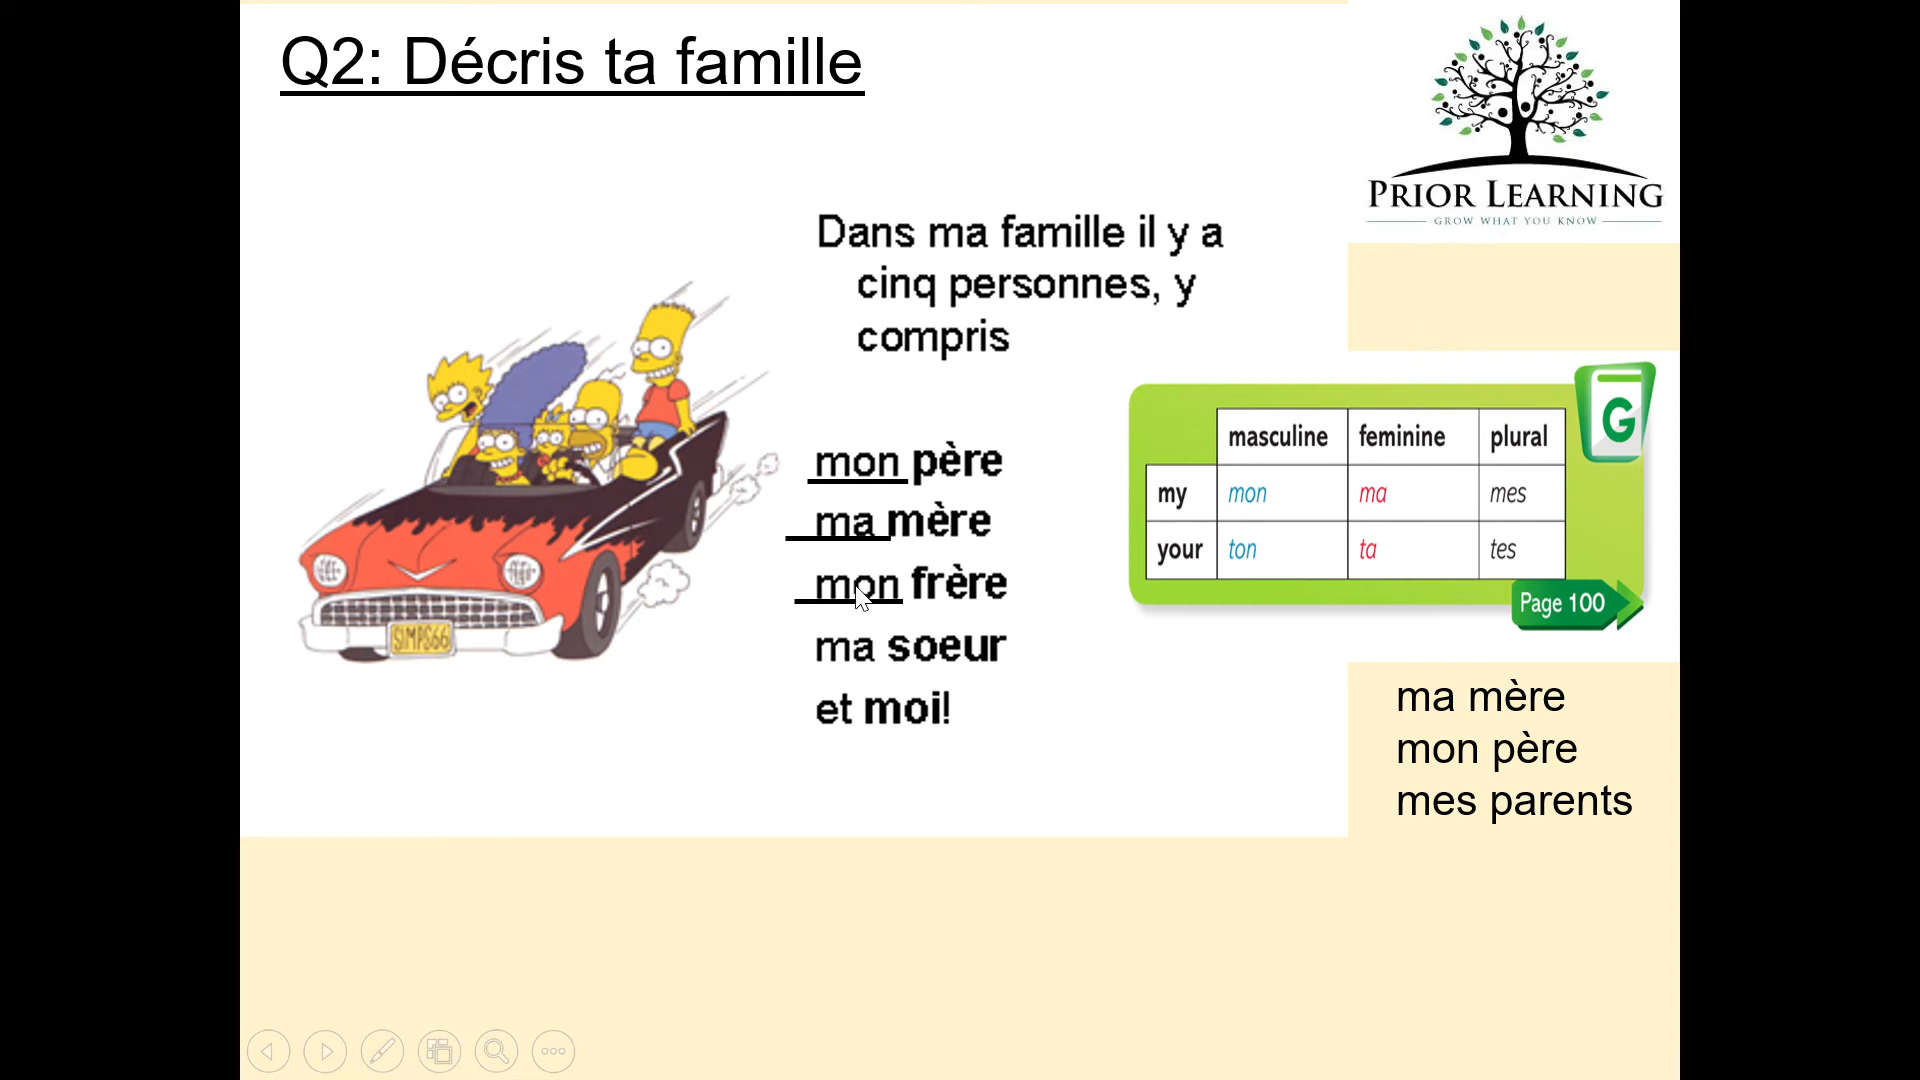 Q2: Décris ta famille
PRIOR LEARNING
GROW WHAT YOU KNOW
Dans ma famille il y a
cinq personnes, y
compris
mon père
ma mère
mon frère
ma soeur
et moi!
SIMPS66
G
masculine feminine plural
my mon ma mes
your ton ta tes
Page 100
ma mère
mon père
mes parents